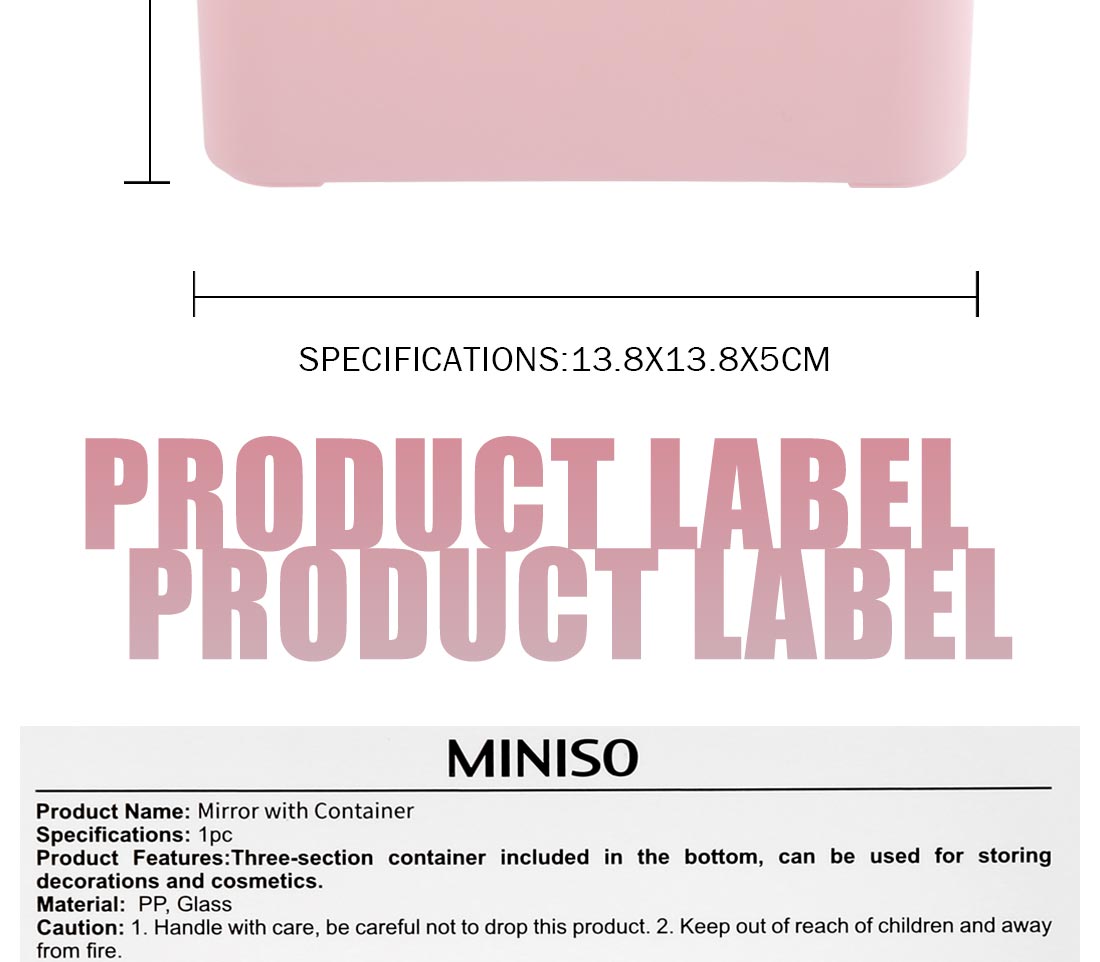 SPECIFICATIONS:13.8X13.8X5CM
PRODUCT LABEL
PRODUCT LABEL
MINISO
Product Name: Mirror with Container
Specifications: 1pc
Product Features:Three-section container included in the bottom, can be used for storing
decorations and cosmetics.
Material: PP, Glass
Caution: 1. Handle with care, be careful not to drop this product. 2. Keep out of reach of children and away
from fire.